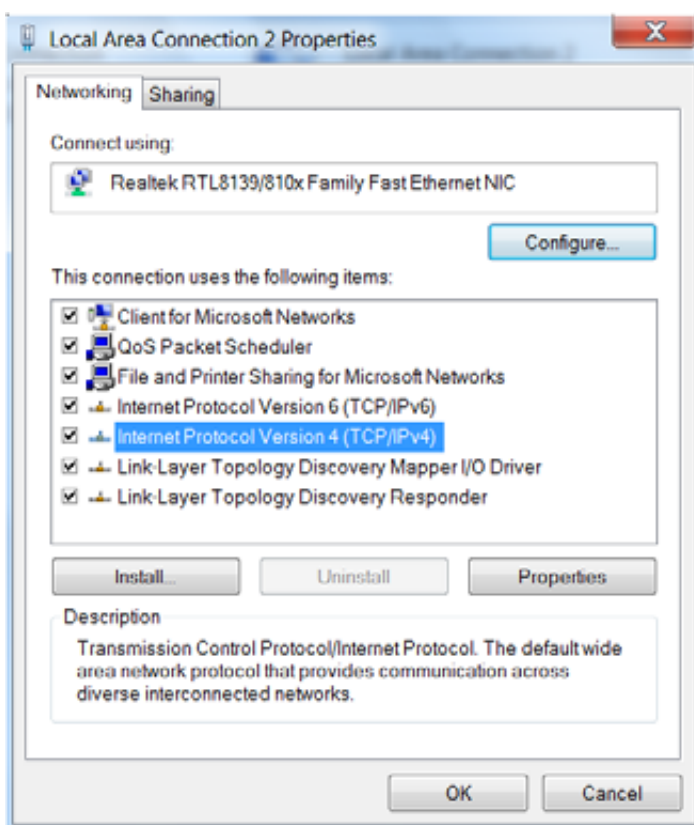 Local Area Connection 2 Properties
Networking
Sharing
Connect using:
Realtek RTL8139/810x Family Fast Ethernet NIC
Configure...
This connection uses the following items:
Client for Microsoft Networks
QoS Packet Scheduler
File and Printer Sharing for Microsoft Networks
Internet Protocol Version 6 (TCP/IPv6)
Internet Protocol Version 4 (TCP/IPv4)
Link-Layer Topology Discovery Mapper I/O Driver
Link-Layer Topology Discovery Responder
Install...
Uninstall
Properties
Description
Transmission Control Protocol/Internet Protocol. The default wide
area network protocol that provides communication across
diverse interconnected networks.
OK
Cancel